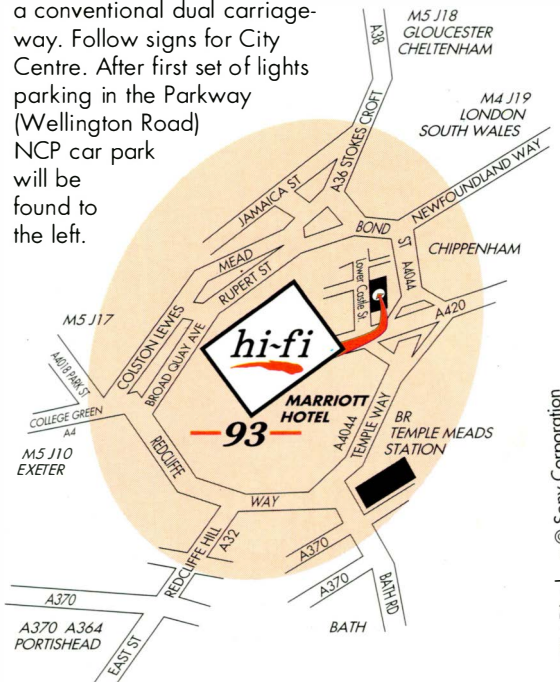 a conventional dual carriage-
way. Follow signs for City
Centre. After first set of lights
parking in the Parkway
(Wellington Road)
NCP car park
will be
found to
the left.
M5 J18
GLOUCESTER
CHELTENHAM
A38
M4 J19
LONDON
SOUTH WALES
A36 STOKES CROFT
NEWFOUNDLAND WAY
JAMAICA ST
BOND
ST
A4044
CHIPPENHAM
MEAD
RUPERT ST
Lower Castle St.
A420
M5 J17
COLSTON LEWES
BROAD QUAY AVE
hi-fi
93
MARRIOTT
HOTEL
A4018 PARK ST
COLLEGE GREEN
A4
M5 J10
EXETER
REDCLIFFE
WAY
A4044
TEMPLE WAY
BR
TEMPLE MEADS
STATION
REDCLIFFE HILL
A32
A370
A370
BATH RD
BATH
A370
A370 A364
PORTISHEAD
EAST ST
© Sony Corporation